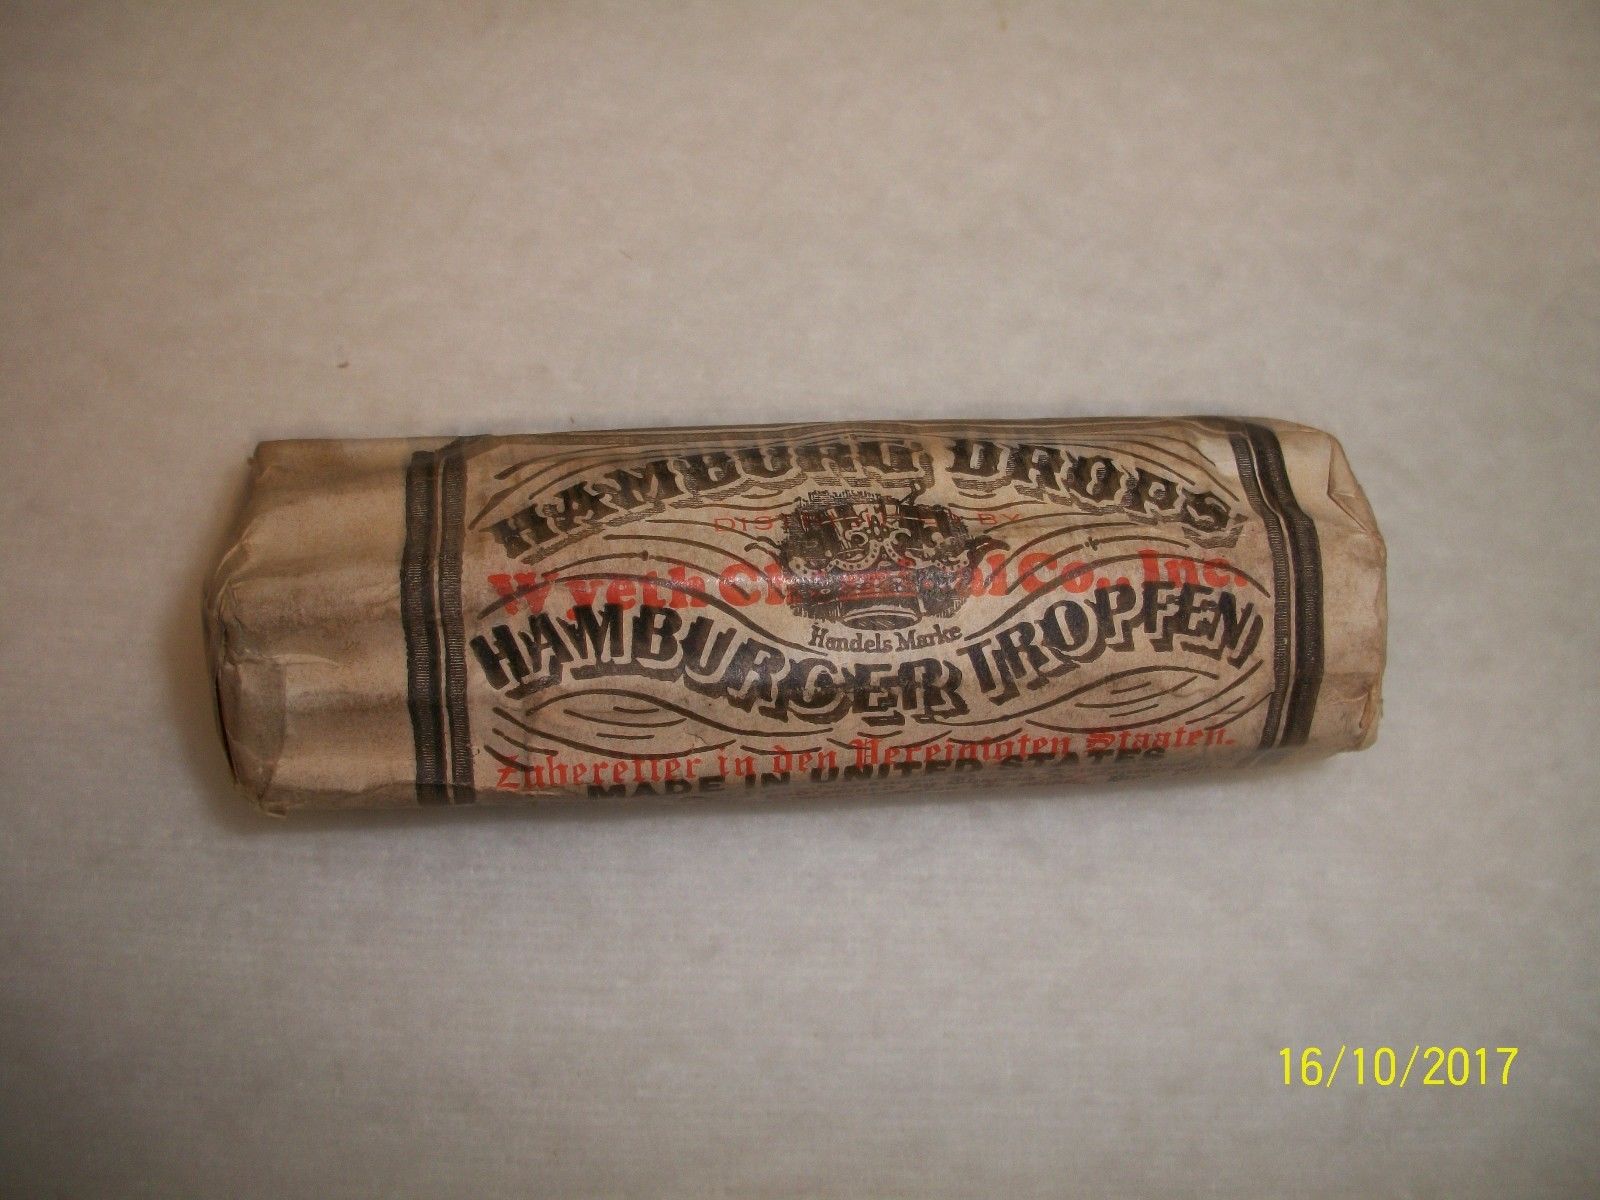 HAMBURG DROPS
DISTRIBUTED BY
Wyeth Chemical Co., Inc.
Handels Marke
HAMBURGER TROPFEN
Zubereiter in den Vereinigten Staaten.
MADE IN UNITED STATES
16/10/2017